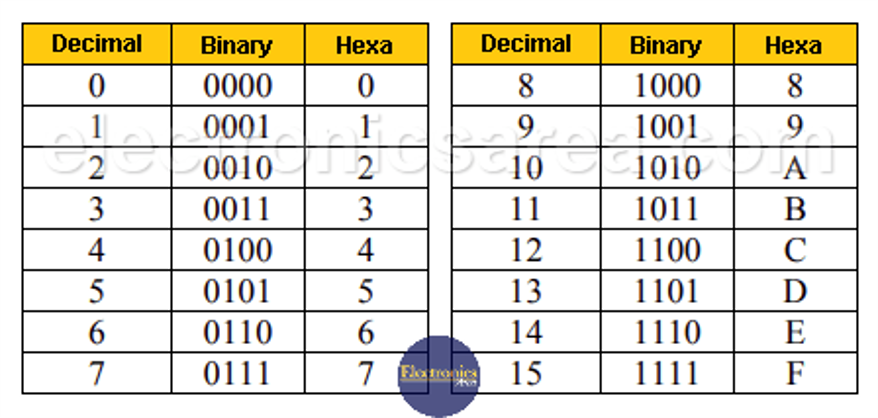 Decimal Binary Hexa Decimal Binary Hexa
0 0000 0 8 1000 8
1 0001 1 9 1001 9
electronicsarea.com
2 0010 2 10 1010 A
3 0011 3 11 1011 B
4 0100 4 12 1100 C
5 0101 5 13 1101 D
6 0110 6 14 1110 E
7 0111 7 15 1111 F
Electronics